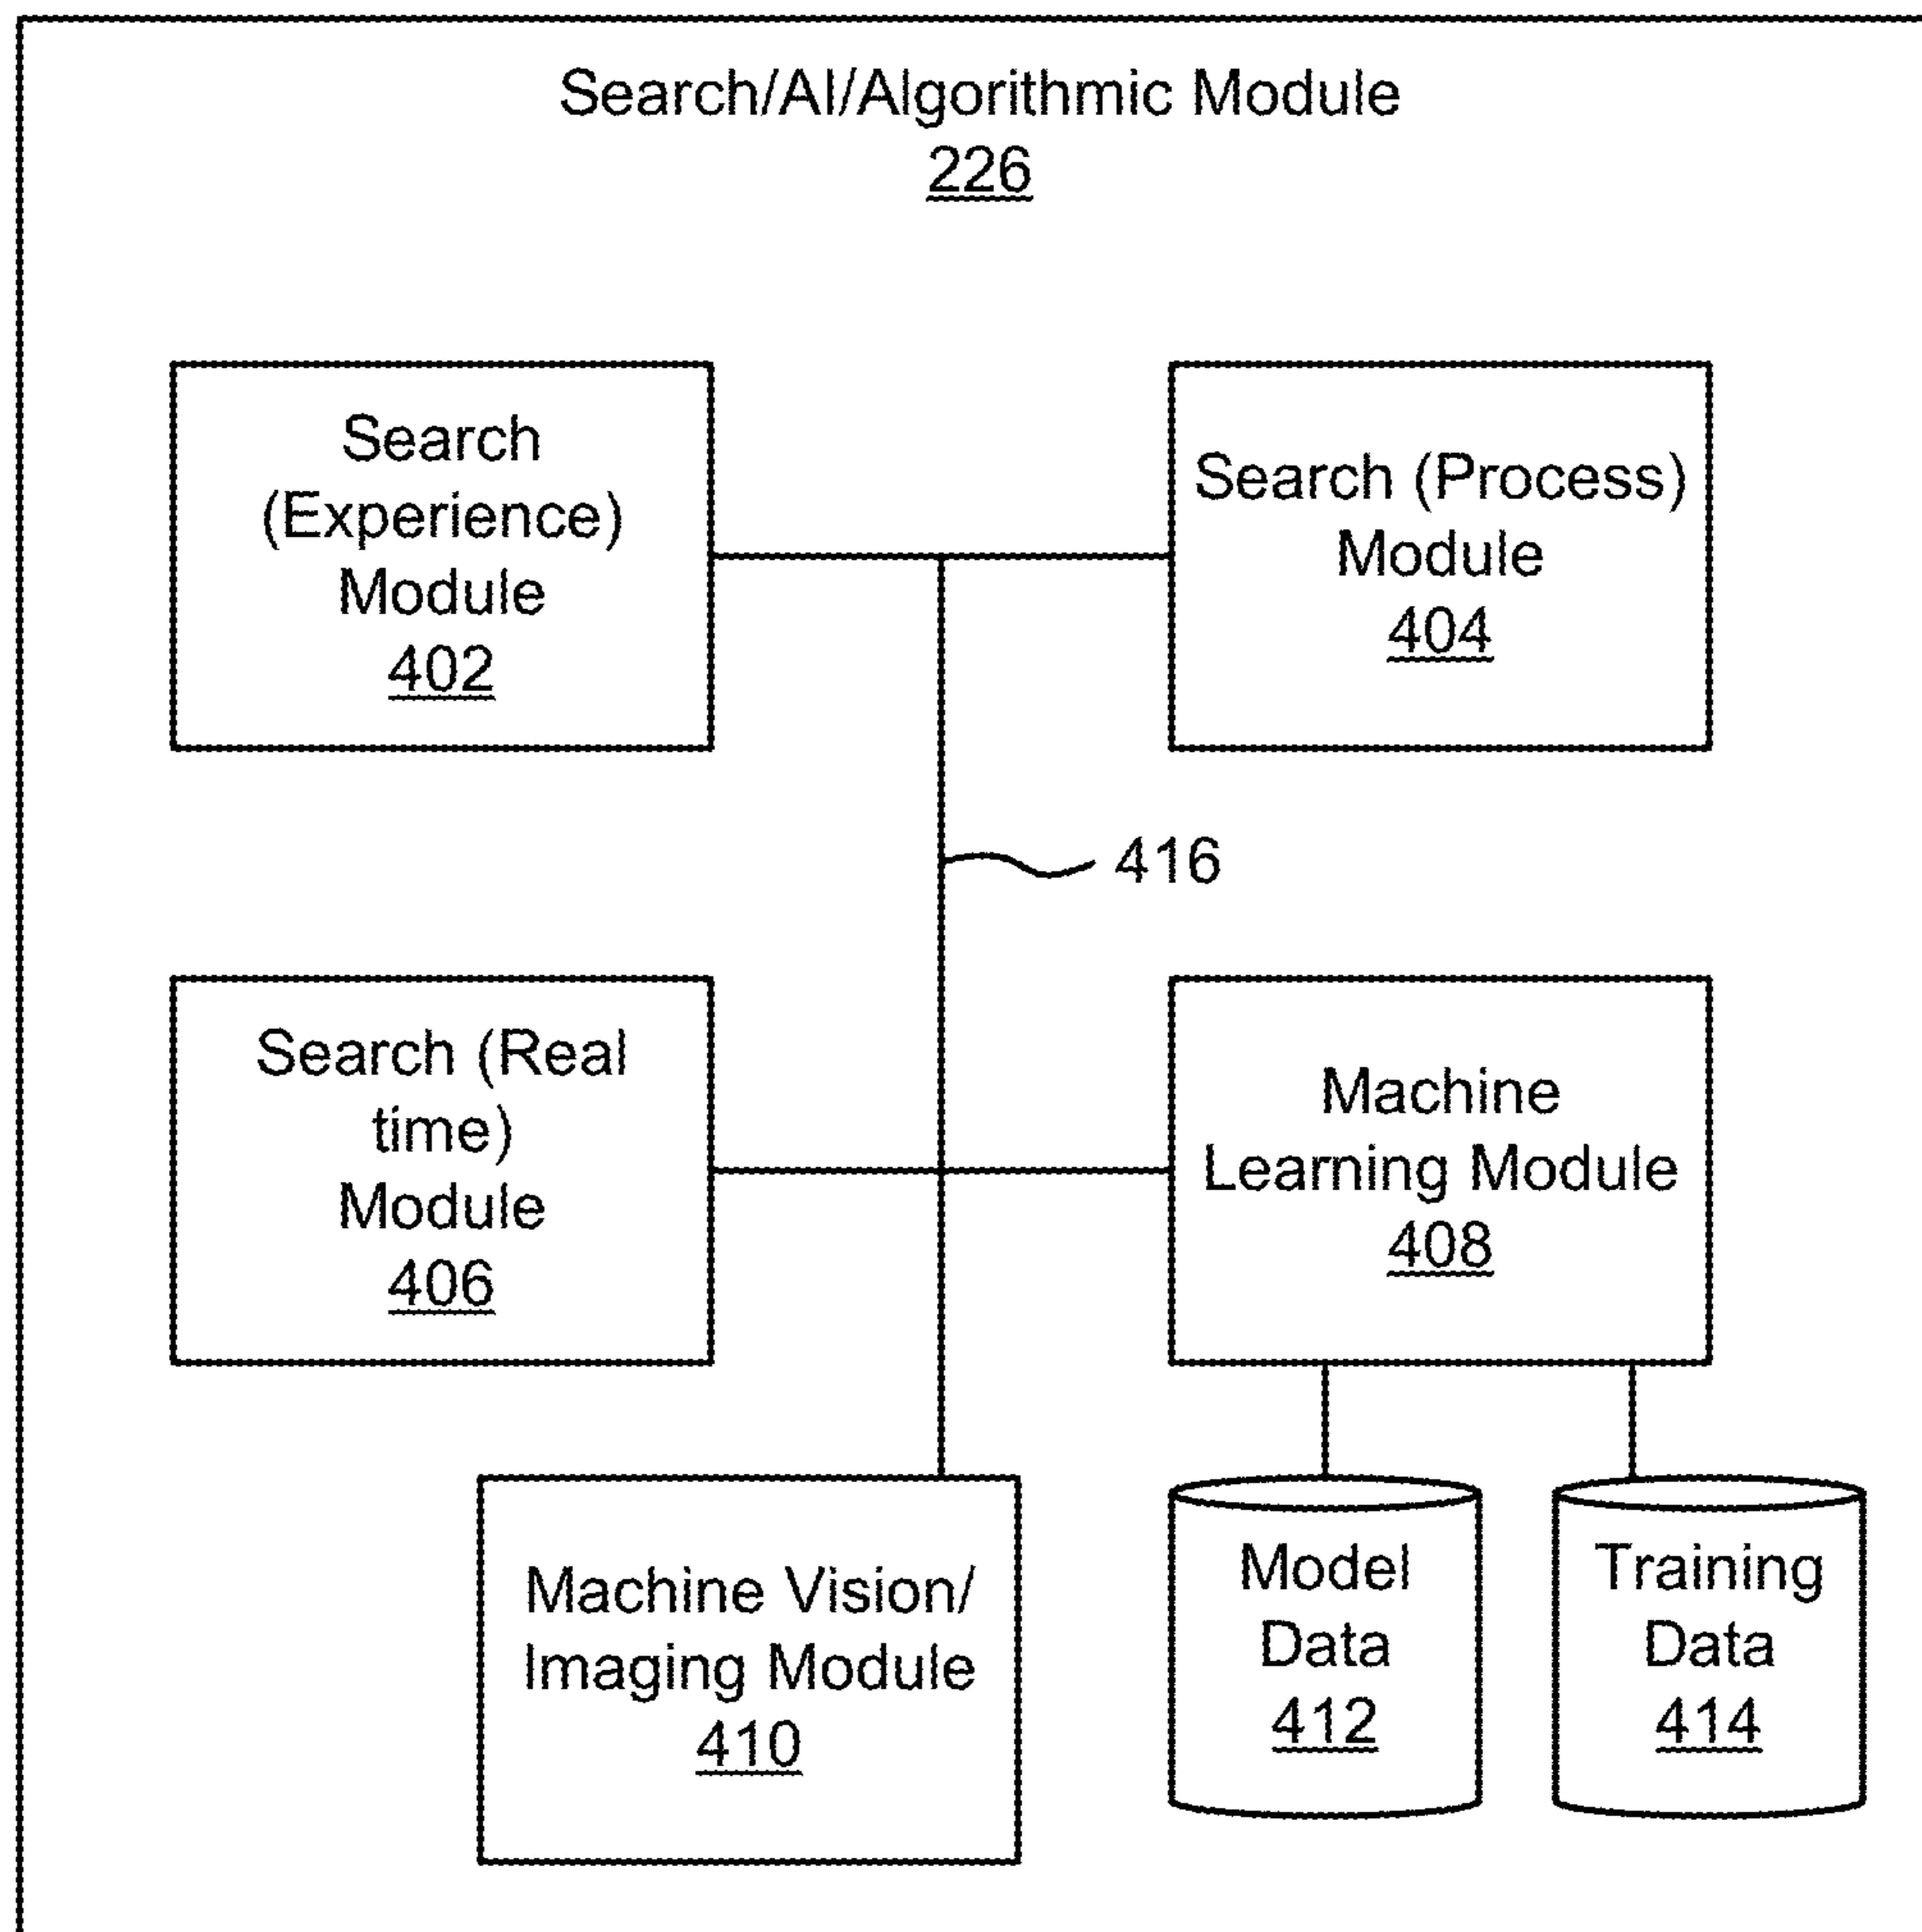 Search/AI/Algorithmic Module
226
Search
(Experience)
Module
402
Search (Process)
Module
404
416
Search (Real
time)
Module
406
Machine
Learning Module
408
Machine Vision/
Imaging Module
410
Model
Data
412
Training
Data
414